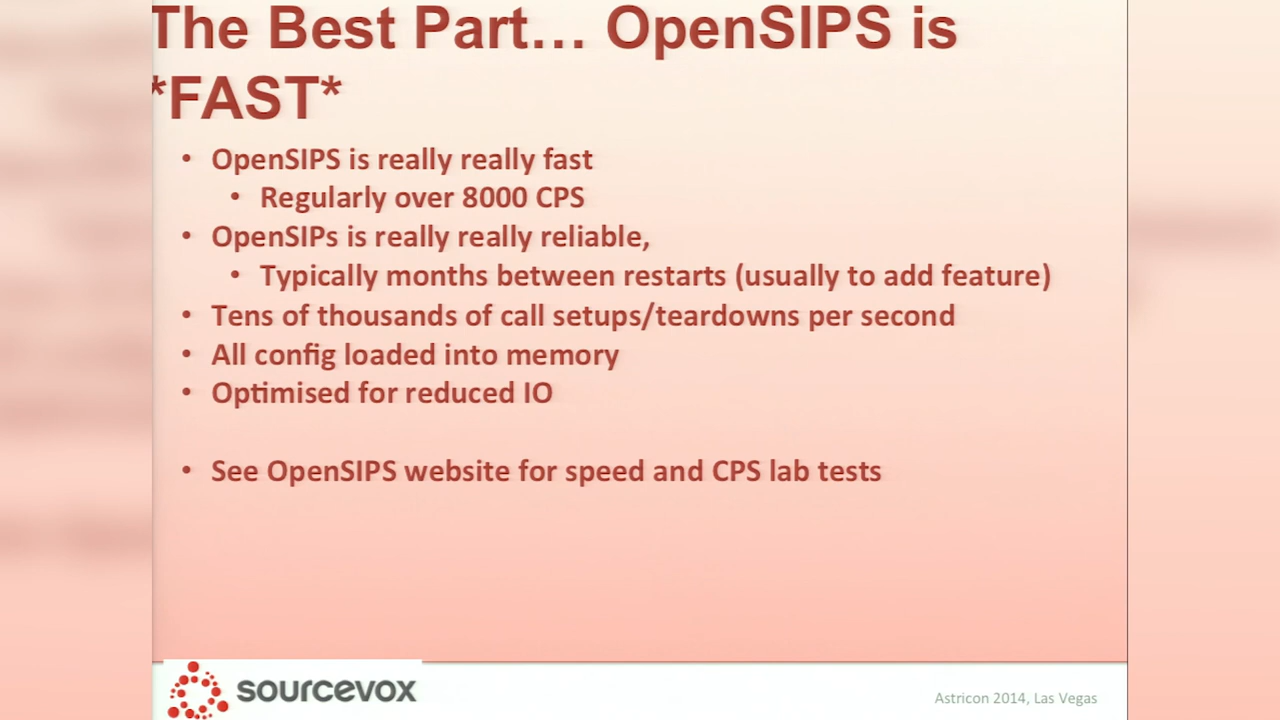 The Best Part... OpenSIPS is
*FAST*
• OpenSIPS is really really fast
• Regularly over 8000 CPS
• OpenSIPs is really really reliable,
• Typically months between restarts (usually to add feature)
• Tens of thousands of call setups/teardowns per second
• All config loaded into memory
• Optimised for reduced IO
• See OpenSIPS website for speed and CPS lab tests
sourcevox
Astricon 2014, Las Vegas